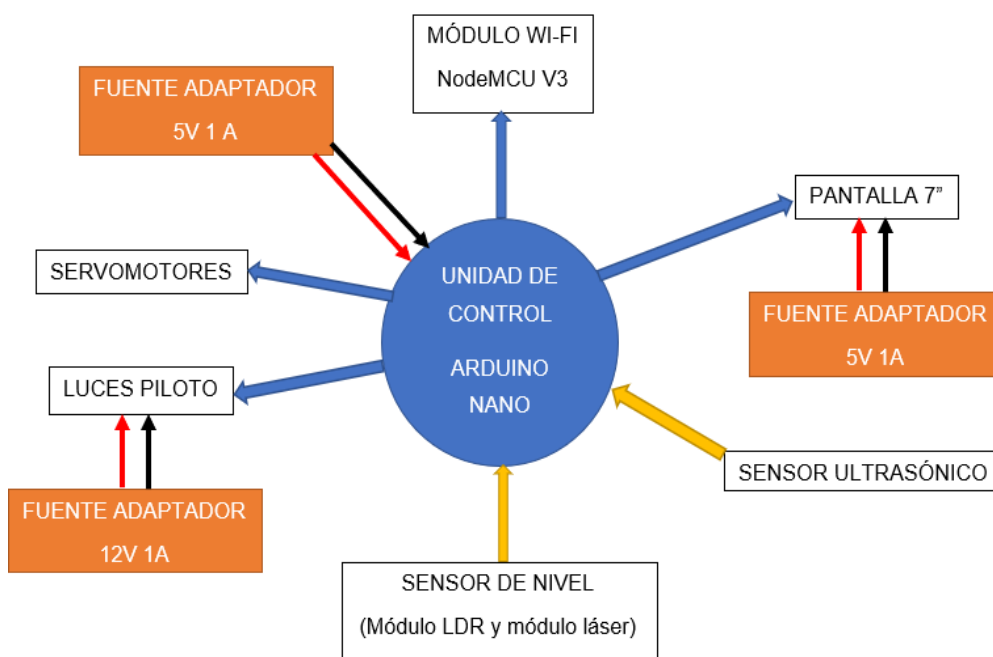 MÓDULO WI-FI
NodeMCU V3
FUENTE ADAPTADOR
5V 1 A
PANTALLA 7”
SERVOMOTORES
UNIDAD DE
CONTROL
ARDUINO
NANO
FUENTE ADAPTADOR
5V 1A
LUCES PILOTO
SENSOR ULTRASÓNICO
FUENTE ADAPTADOR
12V 1A
SENSOR DE NIVEL
(Módulo LDR y módulo láser)